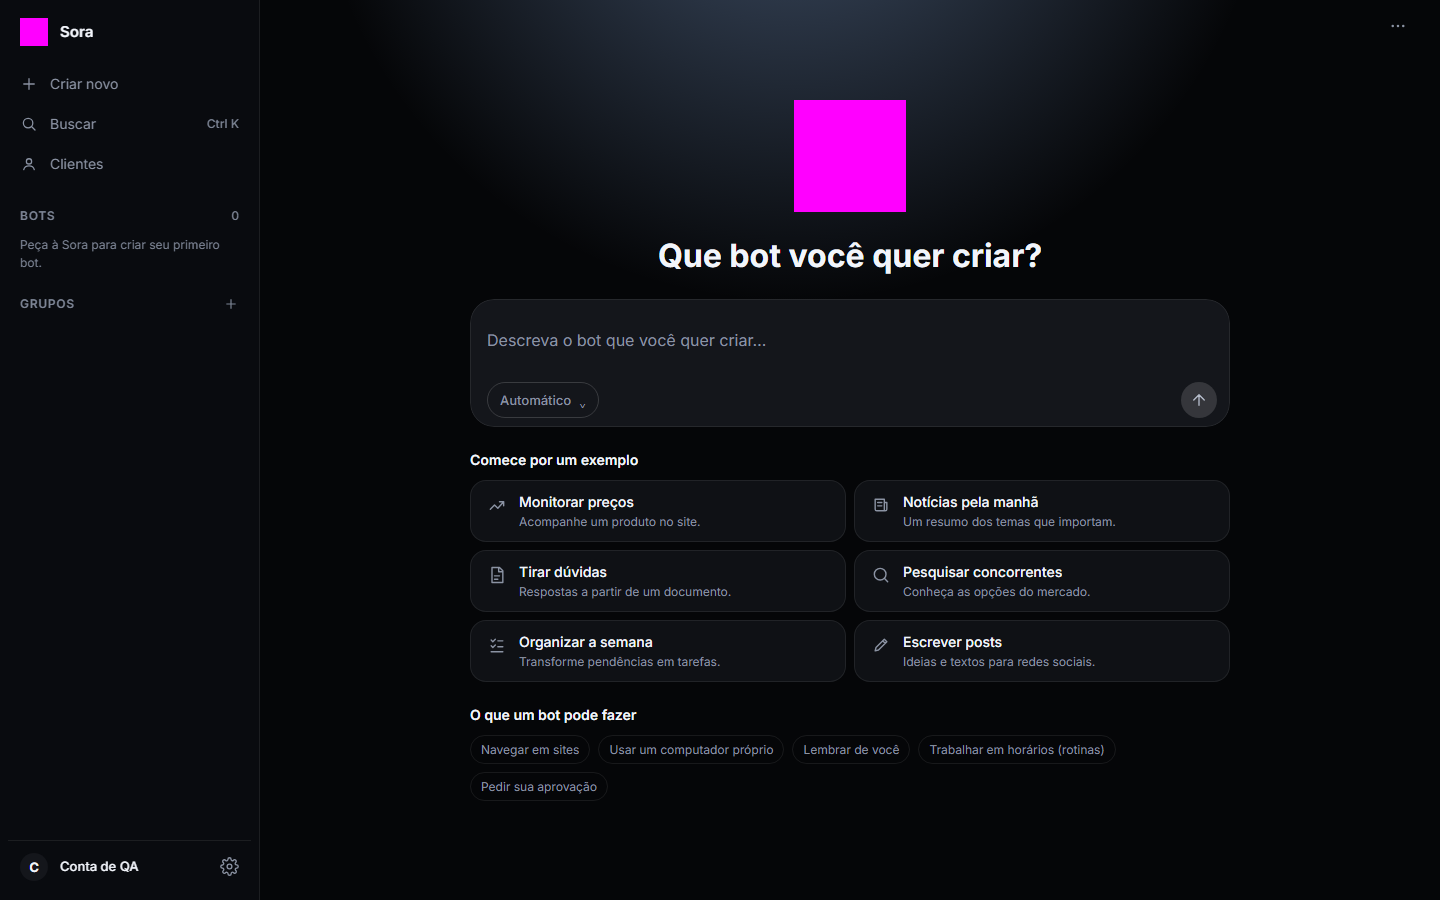 Sora
Criar novo
Buscar Ctrl K
Clientes
BOTS 0
Peça à Sora para criar seu primeiro
bot.
GRUPOS
Conta de QA
C
Que bot você quer criar?
Descreva o bot que você quer criar...
Automático
Comece por um exemplo
Monitorar preços
Acompanhe um produto no site.
Notícias pela manhã
Um resumo dos temas que importam.
Tirar dúvidas
Respostas a partir de um documento.
Pesquisar concorrentes
Conheça as opções do mercado.
Organizar a semana
Transforme pendências em tarefas.
Escrever posts
Ideias e textos para redes sociais.
O que um bot pode fazer
Navegar em sites
Usar um computador próprio
Lembrar de você
Trabalhar em horários (rotinas)
Pedir sua aprovação